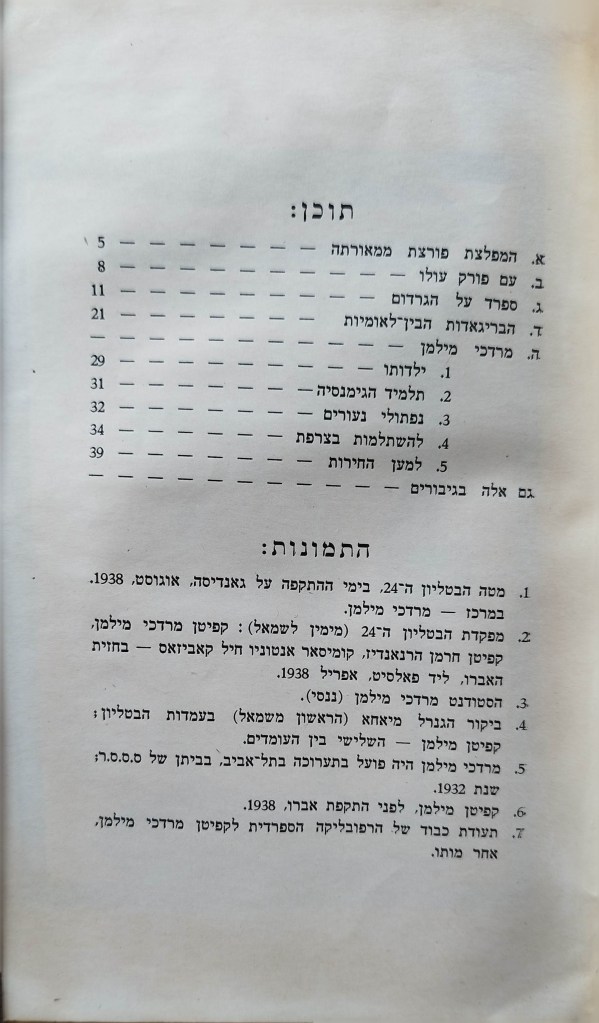 תוכן:
א. המפלצת פורצת ממאורתה — — — — — — — — 5
ב. עם פורק עולו — — — — — — — — — — — 8
ג. ספרד על הגרדום — — — — — — — — — — 11
ד. הבריגאדות הבין־לאומיות — — — — — — — — 21
ה. מרדכי מילמן — — — — — — — — — — —
1. ילדותו — — — — — — — — — — 29
2. תלמיד הגימנסיה — — — — — — — — 31
3. נפתולי נעורים — — — — — — — — 32
4. להשתלמות בצרפת — — — — — — — 34
5. למען החירות — — — — — — — — 39
גם אלה בגיבורים — — — — — — — — — — —
התמונות:
1. מטה הבטליון ה־24, בימי ההתקפה על גאנדיסה, אוגוסט, 1938.
במרכז — מרדכי מילמן.
2. מפקדת הבטליון ה־24 (מימין לשמאל): קפיטן מרדכי מילמן,
קפיטן חרמן הרנאנדיז, קומיסאר אנטוניו חיל קאביזאס — בחזית
האברו, ליד פאלסיט, אפריל 1938.
3. הסטודנט מרדכי מילמן (ננסי).
4. ביקור הגנרל מיאחא (הראשון משמאל) בעמדות הבטליון;
קפיטן מילמן — השלישי בין העומדים.
5. מרדכי מילמן היה פועל בתערוכה בתל־אביב, בביתן של ס.ס.ס.ר;
שנת 1932.
6. קפיטן מילמן, לפני התקפת אברו, 1938.
7. תעודת כבוד של הרפובליקה הספרדית לקפיטן מרדכי מילמן,
אחר מותו.